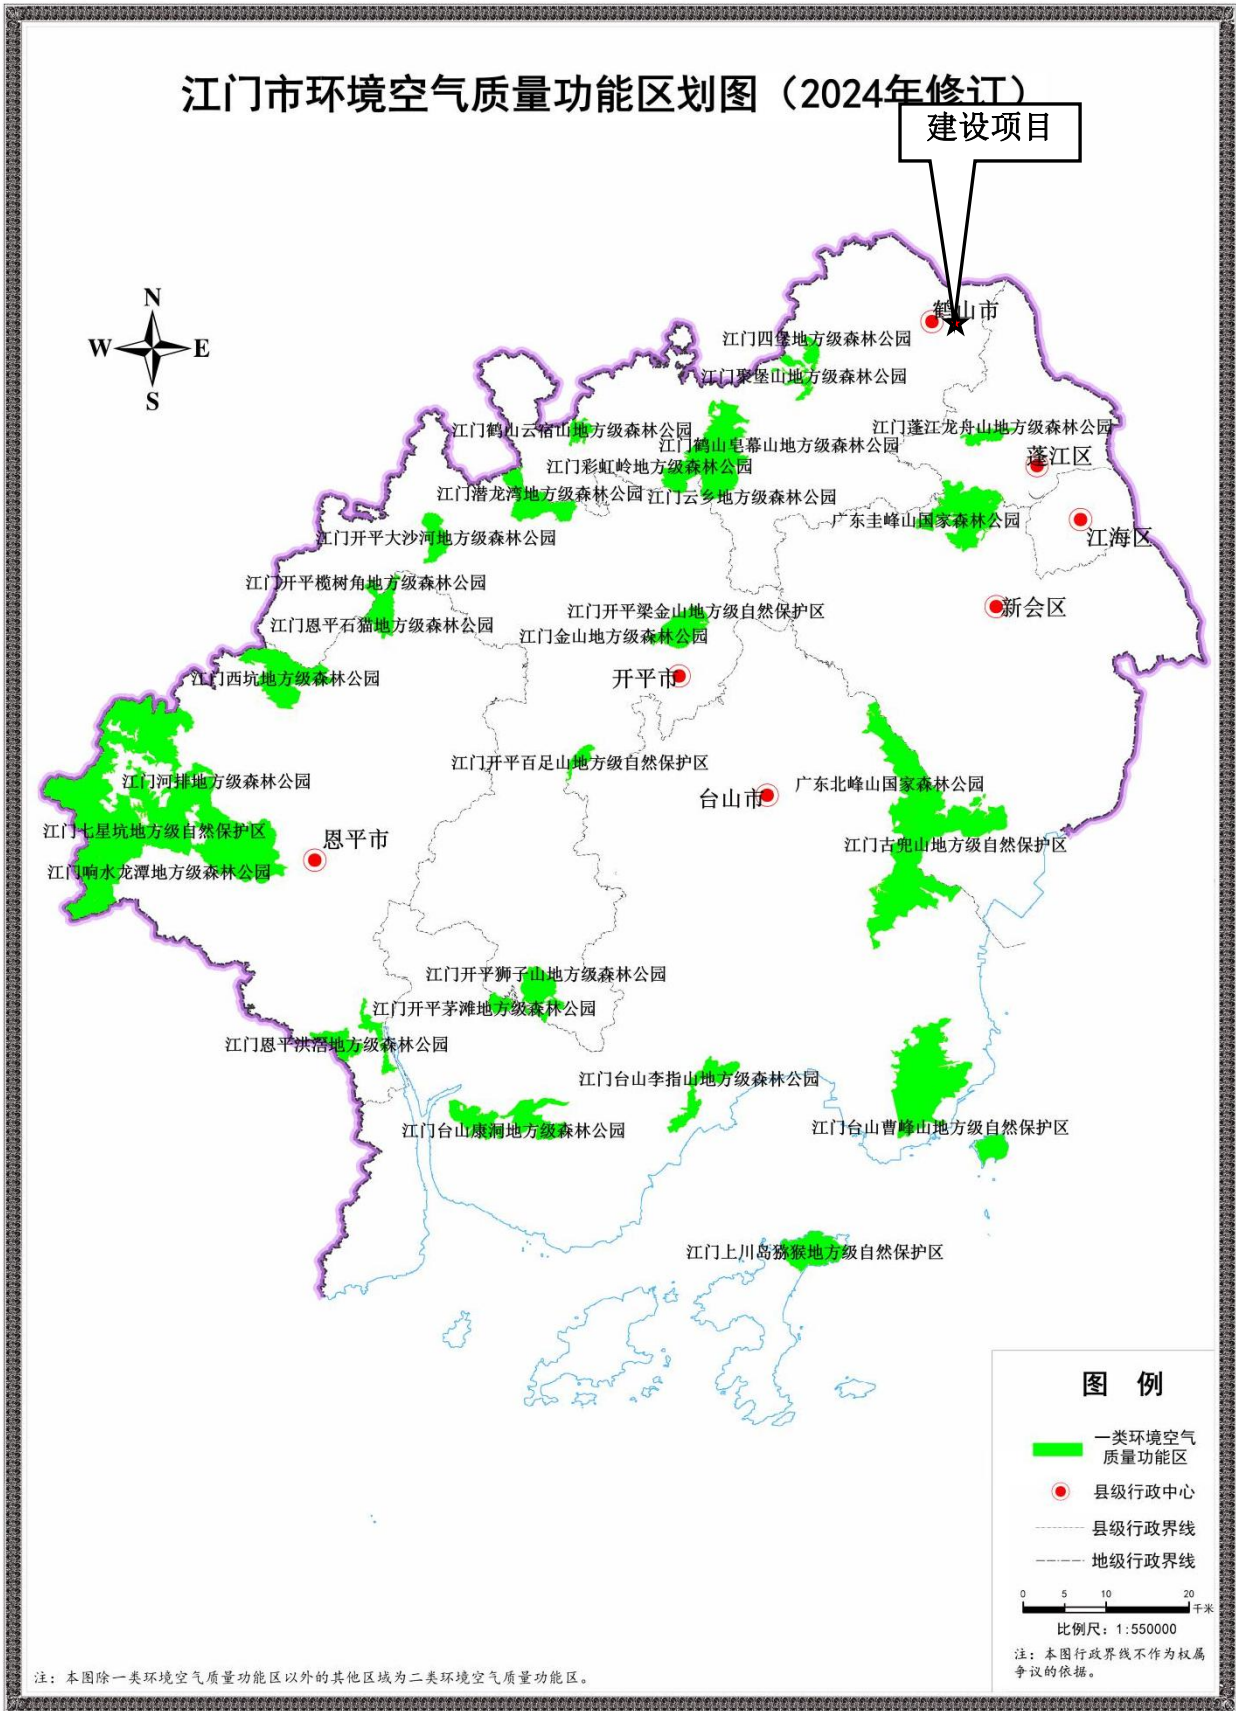 江门市环境空气质量功能区划图（2024年修订）
建设项目
N
W
E
S
鹤山市
江门四堡地方级森林公园
江门聚堡山地方级森林公园
江门鹤山云宿山地方级森林公园
江门蓬江龙舟山地方级森林公园
江门鹤山皂幕山地方级森林公园
蓬江区
江门彩虹岭地方级森林公园
江门潜龙湾地方级森林公园
江门云乡地方级森林公园
广东圭峰山国家森林公园
江门开平大沙河地方级森林公园
江海区
江门开平榄树角地方级森林公园
江门开平梁金山地方级自然保护区
新会区
江门恩平石猫地方级森林公园
江门金山地方级森林公园
江门西坑地方级森林公园
开平市
江门开平百足山地方级自然保护区
江门河排地方级森林公园
广东北峰山国家森林公园
台山市
江门七星坑地方级自然保护区
恩平市
江门古兜山地方级自然保护区
江门响水龙潭地方级森林公园
江门开平狮子山地方级森林公园
江门开平茅滩地方级森林公园
江门恩平洪滘地方级森林公园
江门台山李指山地方级森林公园
江门台山康洞地方级森林公园
江门台山曹峰山地方级自然保护区
江门上川岛猕猴地方级自然保护区
图 例
一类环境空气
质量功能区
县级行政中心
县级行政界线
地级行政界线
0 5 10 20
千米
比例尺：1:550000
注：本图行政界线不作为权属
争议的依据。
注：本图除一类环境空气质量功能区以外的其他区域为二类环境空气质量功能区。